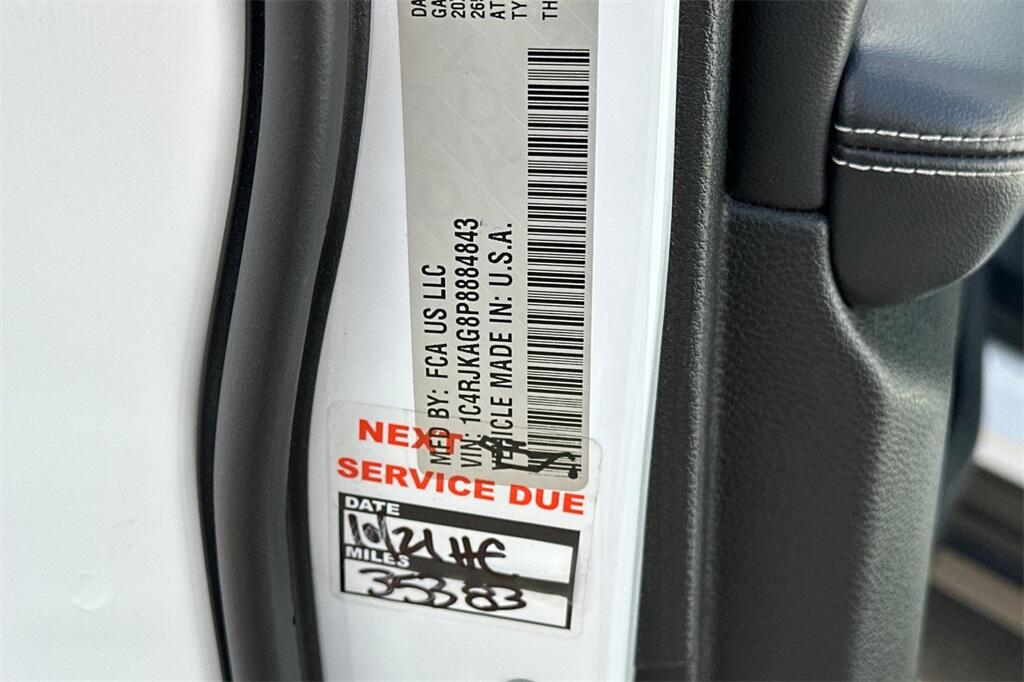 MFD BY: FCA US LLC
VIN: 1C4RJKAG8P8884843
VEHICLE MADE IN: U.S.A.
NEXT
SERVICE DUE
DATE
MILES
35383